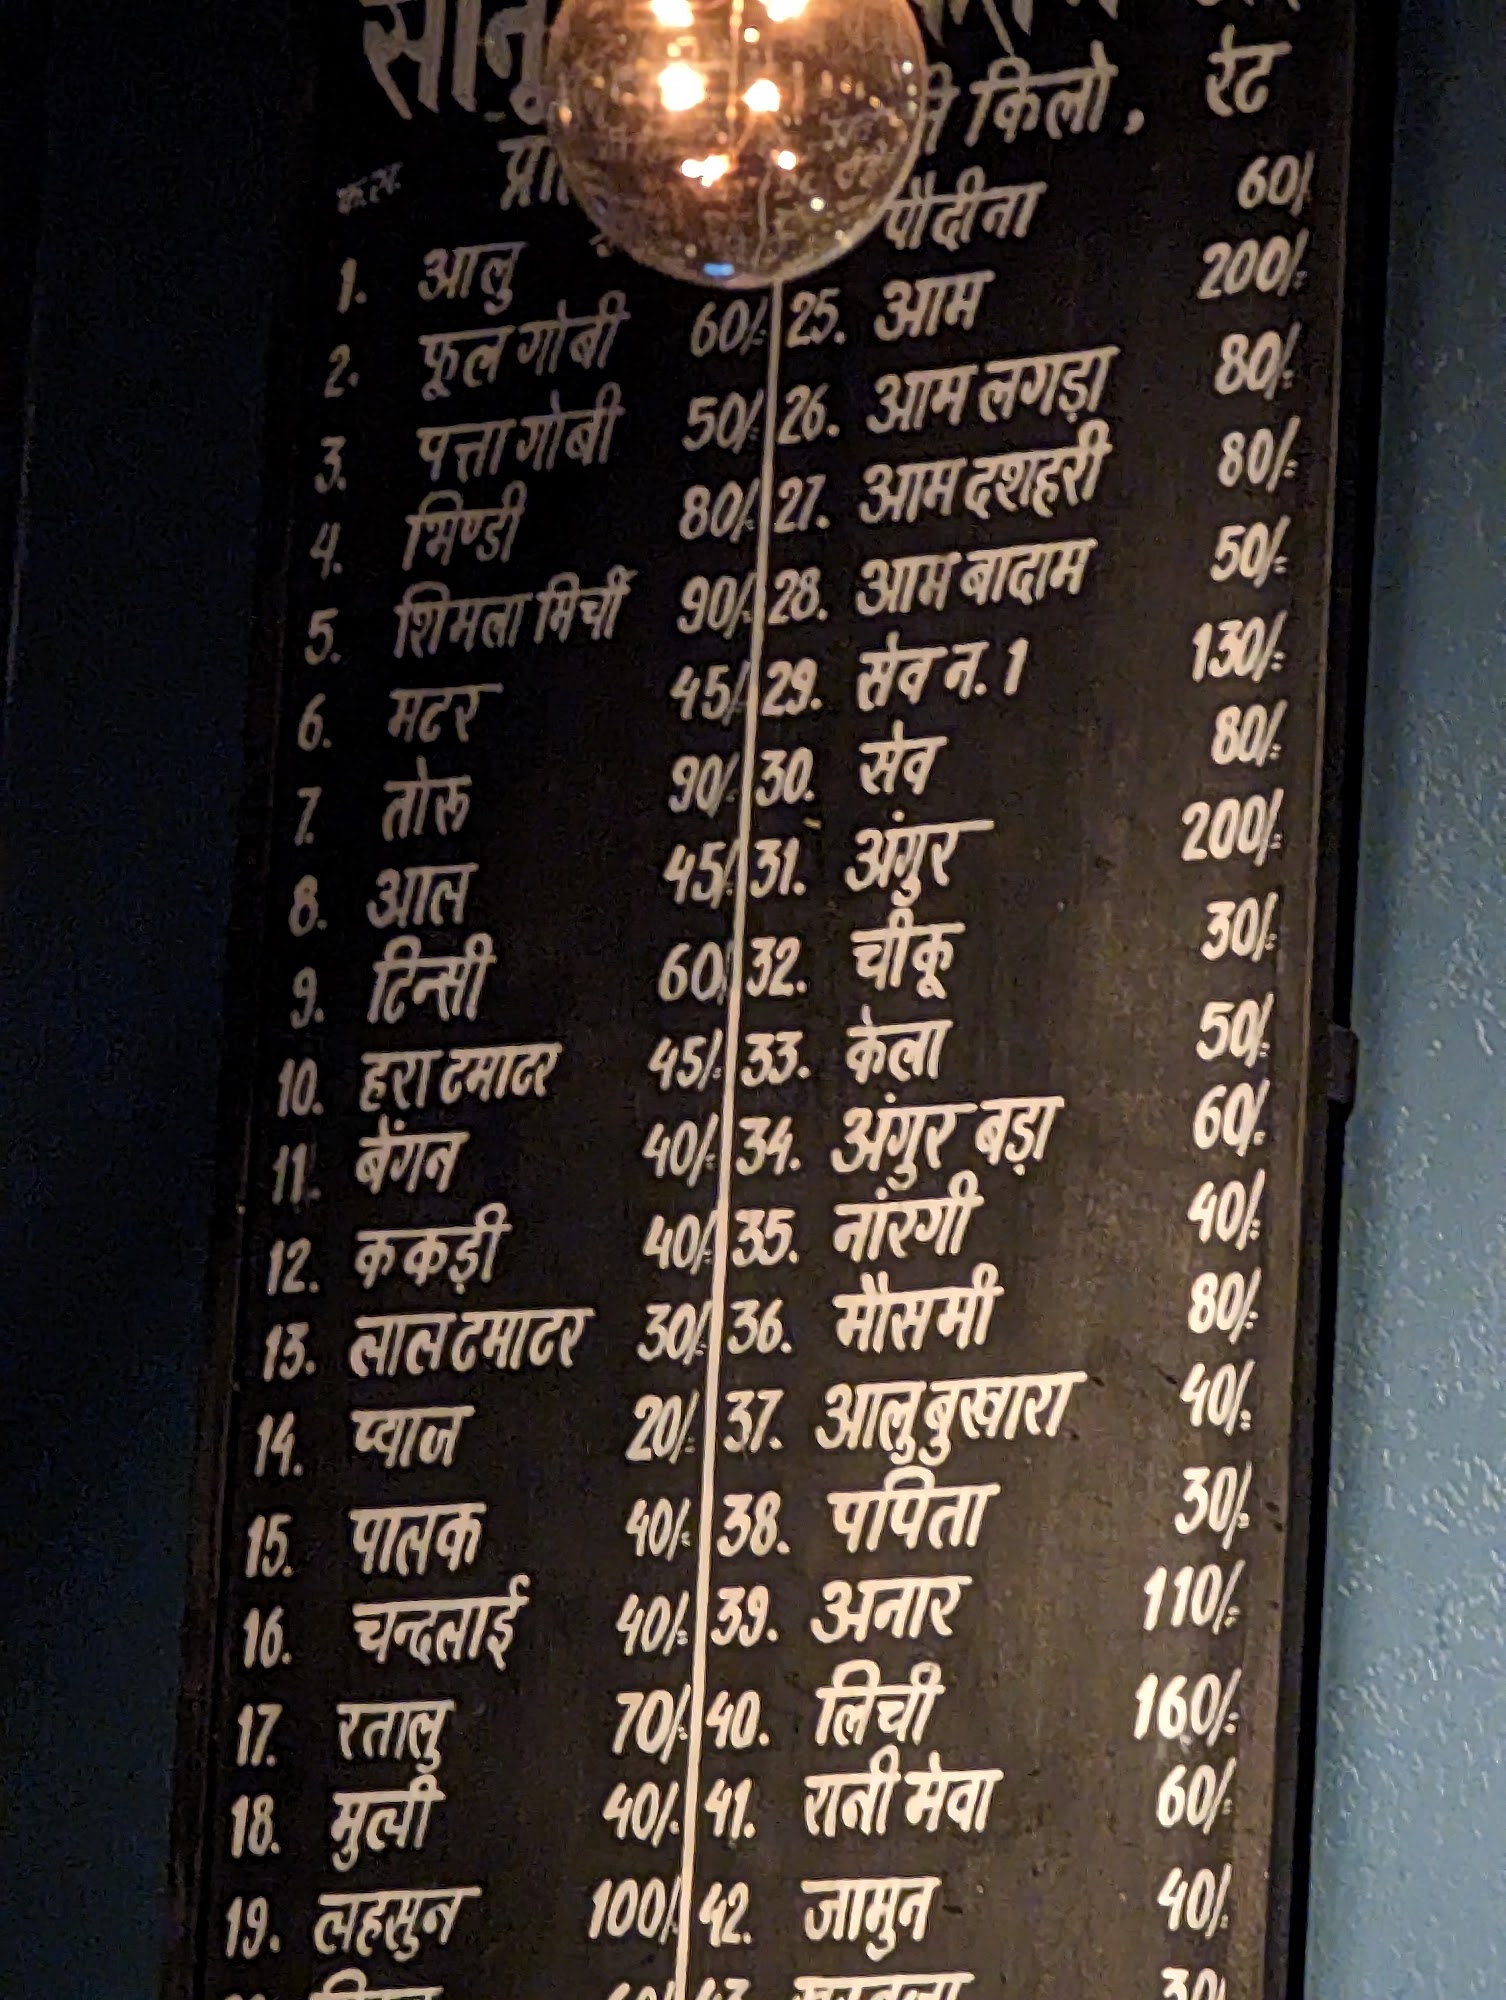 किलो, रेट
क्र.स.
पौदीना 60/
1. आलु
25. आम 200/-
2. फूल गोबी 60/-
26. आम लगड़ा 80/-
3. पत्ता गोबी 50/-
27. आम दशहरी 80/-
4. भिण्डी 80/-
28. आम बादाम 50/-
5. शिमला मिर्ची 90/-
29. सेव न. 1 130/-
6. मटर 45/-
30. सेव 80/-
7. तोरू 90/-
31. अंगुर 200/-
8. आल 45/-
32. चीकू 30/-
9. टिन्सी 60/
33. केला 50/-
10. हरा टमाटर 45/-
34. अंगुर बड़ा 60/-
11. बेंगन 40/-
35. नांरगी 40/-
12. ककड़ी 40/-
36. मौसमी 80/-
13. लाल टमाटर 30/-
37. आलुबुखारा 40/-
14. प्याज 20/-
38. पपिता 30/-
15. पालक 40/-
39. अनार 110/-
16. चन्दलाई 40/-
40. लिची 160/-
17. रतालु 70/-
41. रानी मेवा 60/-
18. मुली 40/-
42. जामुन 40/-
19. लहसुन 100/-